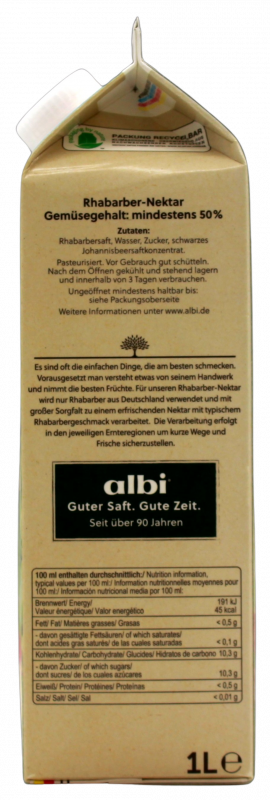 PACKUNG RECYCELBAR
Rhabarber-Nektar
Gemüsegehalt: mindestens 50%
Zutaten:
Rhabarbersaft, Wasser, Zucker, schwarzes
Johannisbeersaftkonzentrat.
Pasteurisiert. Vor Gebrauch gut schütteln.
Nach dem Öffnen gekühlt und stehend lagern
und innerhalb von 3 Tagen verbrauchen.
Ungeöffnet mindestens haltbar bis:
siehe Packungsoberseite
Weitere Informationen unter www.albi.de
Es sind oft die einfachen Dinge, die am besten schmecken.
Vorausgesetzt man versteht etwas von seinem Handwerk
und nimmt die besten Früchte. Für unseren Rhabarber-Nektar
wird nur Rhabarber aus Deutschland verwendet und mit
großer Sorgfalt zu einem erfrischenden Nektar mit typischem
Rhabarbergeschmack verarbeitet. Die Verarbeitung erfolgt
in den jeweiligen Ernteregionen um kurze Wege und
Frische sicherzustellen.
albi®
Guter Saft. Gute Zeit.
Seit über 90 Jahren
100 ml enthalten durchschnittlich:/ Nutrition information,
typical values per 100 ml:/ Information nutritionnelles moyennes pour
100 ml:/ Información nutricional media por 100 ml.
Brennwert/ Energy/ 191 kJ
Valeur énergétique/ Valor energético 45 kcal
Fett/ Fat/ Matières grasses/ Grasas < 0,5 g
- davon gesättigte Fettsäuren/ of which saturates/
dont acides gras saturés/ de las cuales saturadas < 0,1 g
Kohlenhydrate/ Carbohydrate/ Glucides/ Hidratos de carbono 10,3 g
- davon Zucker/ of which sugars/
dont sucres/ de los cuales azúcares 10,3 g
Eiweiß/ Protein/ Protéines/ Proteínas < 0,5 g
Salz/ Salt/ Sel/ Sal < 0,01 g
1L℮